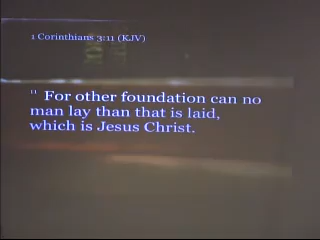 1 Corinthians 3:11 (KJV)
11 For other foundation can no
man lay than that is laid,
which is Jesus Christ.